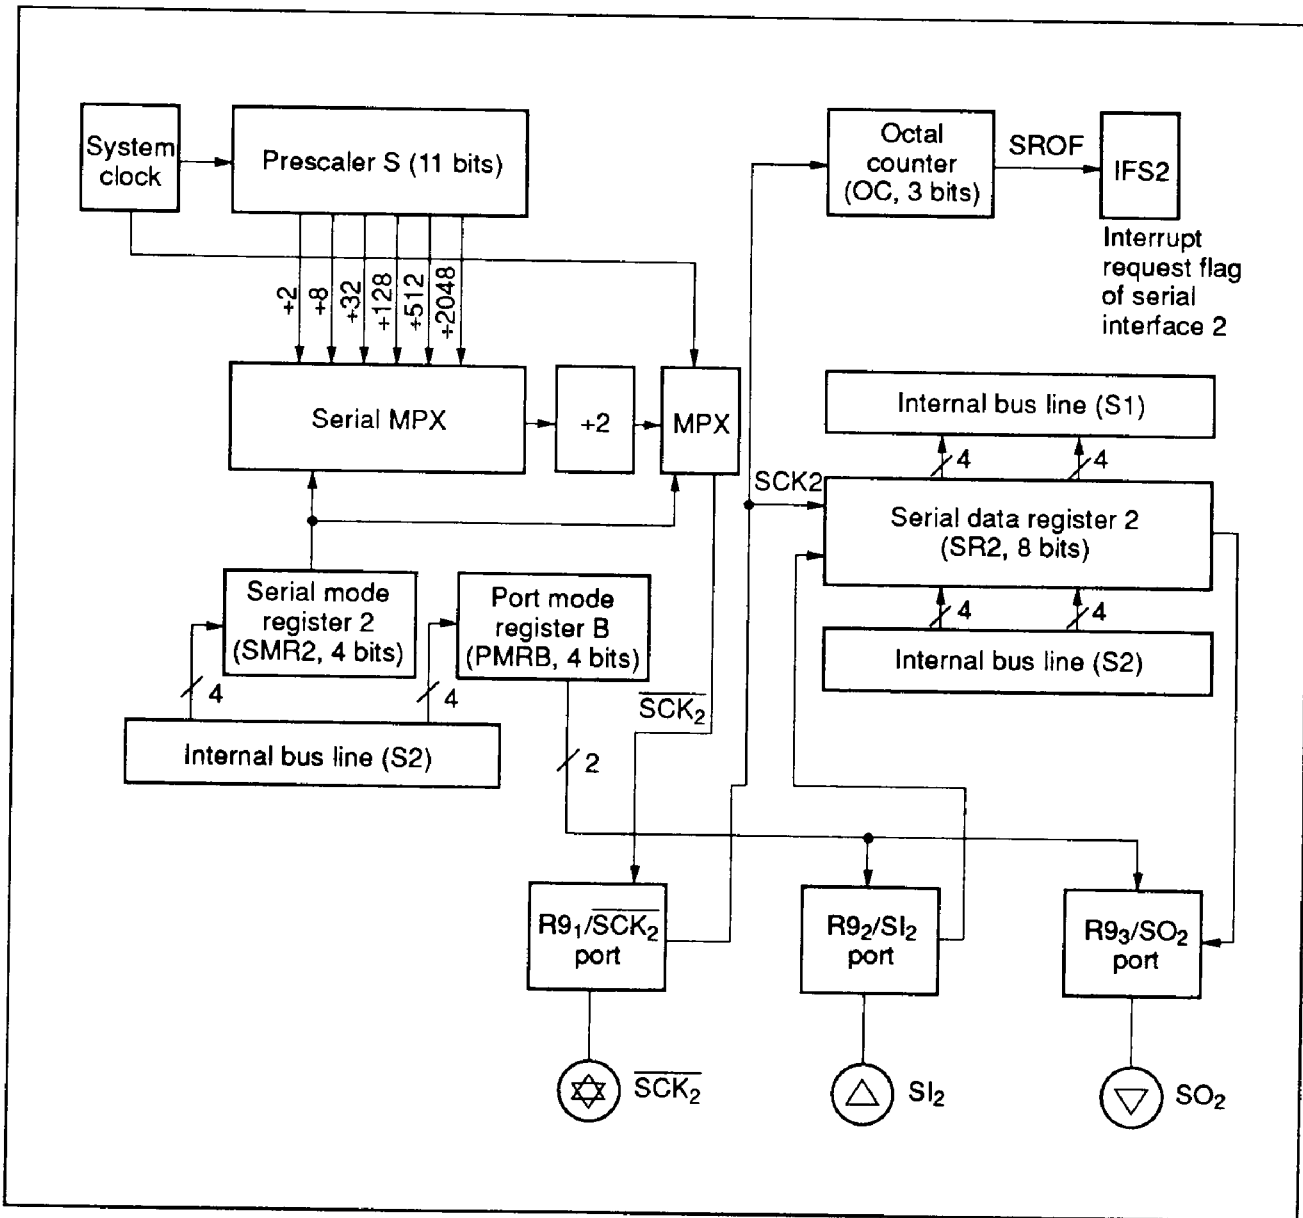 System
clock
Prescaler S (11 bits)
÷2
÷8
÷32
÷128
÷512
÷2048
Serial MPX
÷2
MPX
Octal
counter
(OC, 3 bits)
SROF
IFS2
Interrupt
request flag
of serial
interface 2
Internal bus line (S1)
4
4
SCK2
Serial data register 2
(SR2, 8 bits)
4
4
Internal bus line (S2)
Serial mode
register 2
(SMR2, 4 bits)
Port mode
register B
(PMRB, 4 bits)
4
4
Internal bus line (S2)
2
S̅C̅K̅₂
R9₁/S̅C̅K̅₂
port
R9₂/SI₂
port
R9₃/SO₂
port
S̅C̅K̅₂
SI₂
SO₂